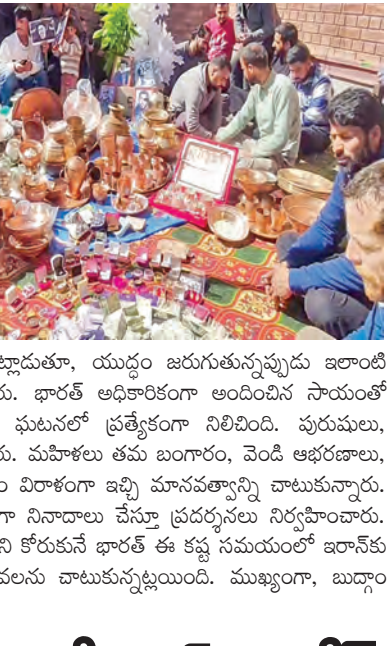 ట్లాడుతూ, యుద్ధం జరుగుతున్నప్పుడు ఇలాంటి
రు. భారత్ అధికారికంగా అందించిన సాయంతో
ఘటనలో ప్రత్యేకంగా నిలిచింది. పురుషులు,
రు. మహిళలు తమ బంగారం, వెండి ఆభరణాలు,
ం విరాళంగా ఇచ్చి మానవత్వాన్ని చాటుకున్నారు.
గా నినాదాలు చేస్తూ ప్రదర్శనలు నిర్వహించారు.
ని కోరుకునే భారత్ ఈ కష్ట సమయంలో ఇరాన్‌కు
వలను చాటుకున్నట్లయింది. ముఖ్యంగా, బుద్గాం